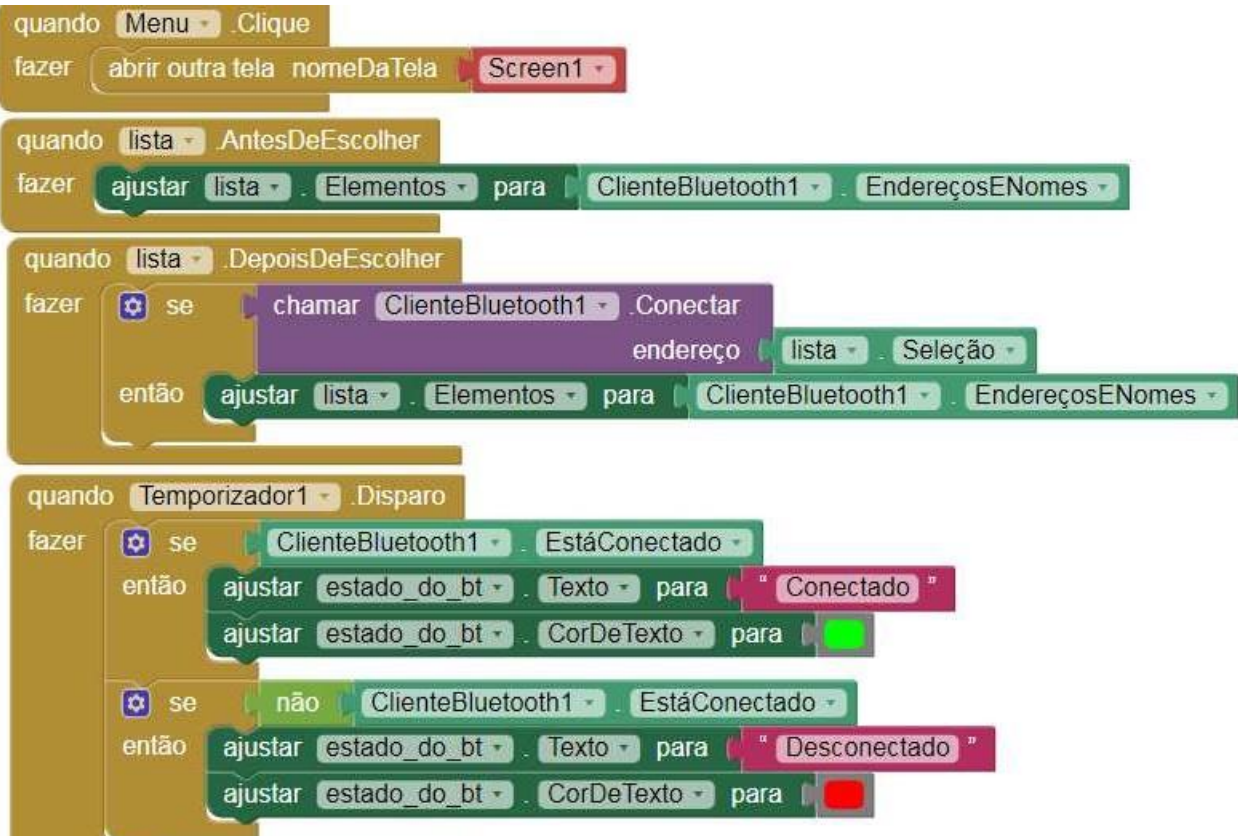 quando Menu .Clique
fazer abrir outra tela nomeDaTela Screen1
quando lista .AntesDeEscolher
fazer ajustar lista . Elementos para ClienteBluetooth1 . EndereçosENomes
quando lista .DepoisDeEscolher
fazer se chamar ClienteBluetooth1 .Conectar
endereço lista . Seleção
então ajustar lista . Elementos para ClienteBluetooth1 . EndereçosENomes
quando Temporizador1 .Disparo
fazer se ClienteBluetooth1 . EstáConectado
então ajustar estado_do_bt . Texto para " Conectado "
ajustar estado_do_bt . CorDeTexto para
se não ClienteBluetooth1 . EstáConectado
então ajustar estado_do_bt . Texto para " Desconectado "
ajustar estado_do_bt . CorDeTexto para